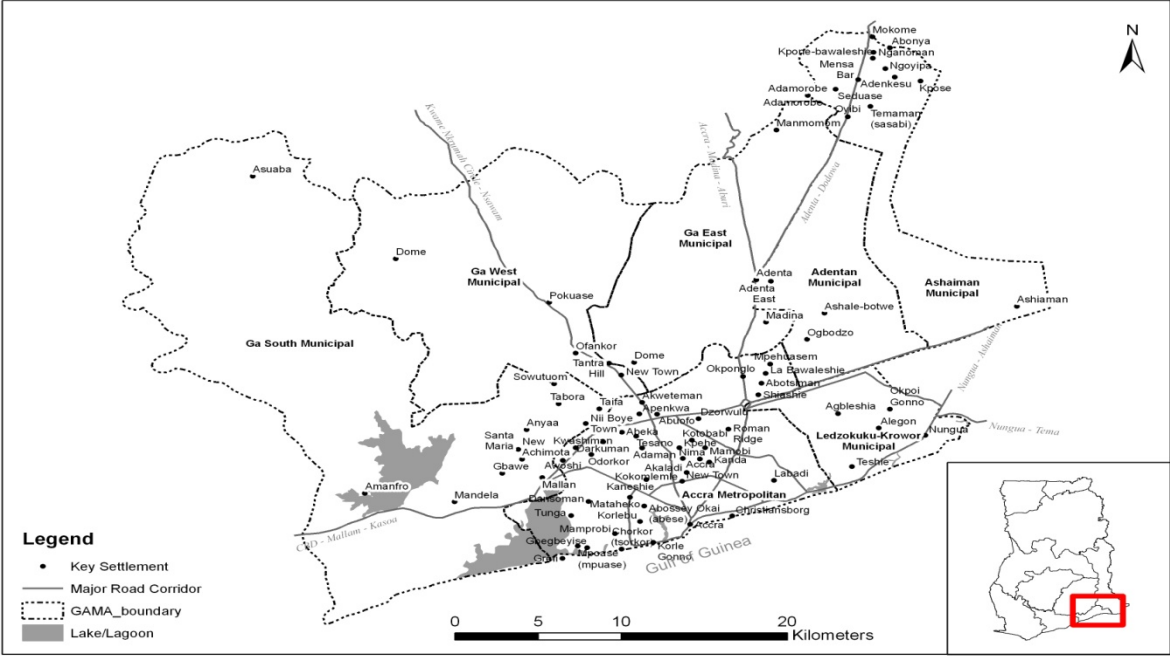 N
Mokome
Abonya
Kpone-bawaleshie
Nganoman
Mensa
Bar
Ngoyipa
Adenkesu
Kpose
Adamorobe
Seduase
Adamorobe
Oyibi
Temaman
(sasabi)
Manmomom
Kwame Nkrumah Circle - Nsawam
Accra - Madina - Aburi
Adenta - Dodowa
Asuaba
Dome
Ga East
Municipal
Ga West
Municipal
Adenta
Adenta
East
Adentan
Municipal
Ashaiman
Municipal
Pokuase
Ashiaman
Madina
Ashale-botwe
Ogbodzo
Ga South Municipal
Ofankor
Tantra
Hill
Dome
New Town
Mpehuasem
Okponglo
La Bawaleshie
Abotsiman
Shiashie
Nungua - Ashaiman
Sowutuom
Tabora
Taifa
Akweteman
Apenkwa
Abuofo
Dzorwulu
Okpoi
Gonno
Agbleshia
Alegon
Nungua
Nungua - Tema
Ledzokuku-Krowor
Municipal
Teshie
Anyaa
Nii Boye
Town
Abeka
Kotobabi
Roman
Ridge
Santa
Maria
New
Achimota
Kwashiman
Darkuman
Tesano
Kpehe
Adaman
Nima
Mamobi
Gbawe
Awoshi
Odorkor
Akaladi
Accra
New Town
Kanda
Kokomlemle
Kaneshie
Labadi
Amanfro
Mandela
Mallan
Accra Metropolitan
Dansoman
Mataheko
Abossey Okai
(abese)
Christiansborg
Tunga
Korlebu
Accra
CBD - Mallam - Kasoa
Mamprobi
Chorkor
(tsorkor)
Gbegbeyise
Mpoase
(mpuase)
Korle
Gonno
Grefi
Gulf of Guinea
Legend
Key Settlement
Major Road Corridor
GAMA_boundary
Lake/Lagoon
0 5 10 20
Kilometers